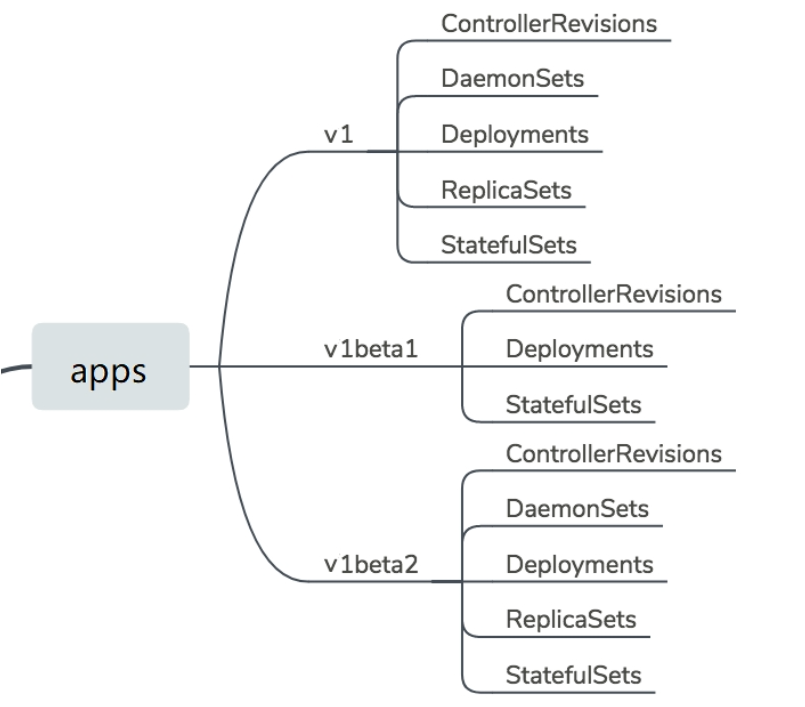 apps
v1
ControllerRevisions
DaemonSets
Deployments
ReplicaSets
StatefulSets
v1beta1
ControllerRevisions
Deployments
StatefulSets
v1beta2
ControllerRevisions
DaemonSets
Deployments
ReplicaSets
StatefulSets